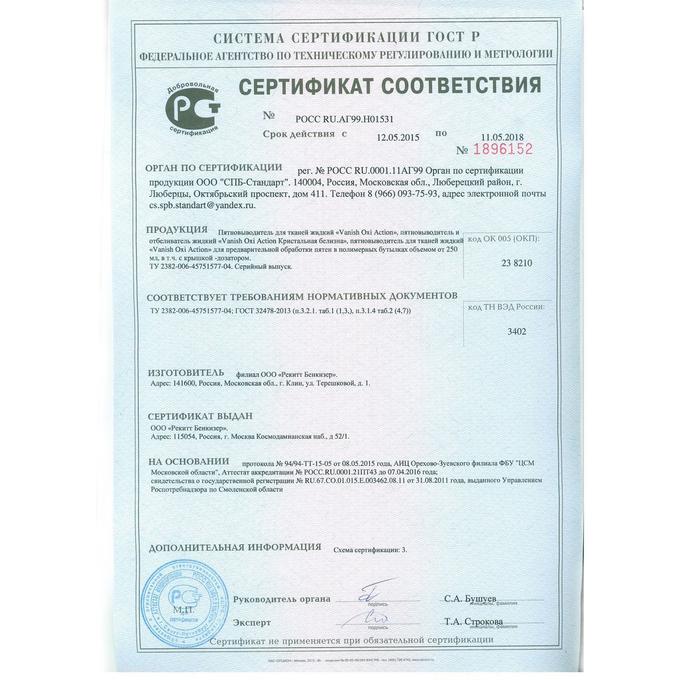 СИСТЕМА СЕРТИФИКАЦИИ ГОСТ Р
ФЕДЕРАЛЬНОЕ АГЕНТСТВО ПО ТЕХНИЧЕСКОМУ РЕГУЛИРОВАНИЮ И МЕТРОЛОГИИ
Добровольная
РСТ
сертификация
СЕРТИФИКАТ СООТВЕТСТВИЯ
№ РОСС RU.АГ99.Н01531
Срок действия с 12.05.2015 по 11.05.2018
№ 1896152
ОРГАН ПО СЕРТИФИКАЦИИ рег. № РОСС RU.0001.11АГ99 Орган по сертификации
продукции ООО "СПБ-Стандарт". 140004, Россия, Московская обл., Люберецкий район, г.
Люберцы, Октябрьский проспект, дом 411. Телефон 8 (966) 093-75-93, адрес электронной почты
cs.spb.standart@yandex.ru.
ПРОДУКЦИЯ Пятновыводитель для тканей жидкий «Vanish Oxi Action», пятновыводитель и
отбеливатель жидкий «Vanish Oxi Action Кристальная белизна», пятновыводитель для тканей жидкий
«Vanish Oxi Action» для предварительной обработки пятен в полимерных бутылках объемом от 250
мл, в т.ч. с крышкой -дозатором.
ТУ 2382-006-45751577-04. Серийный выпуск.
код ОК 005 (ОКП):
23 8210
СООТВЕТСТВУЕТ ТРЕБОВАНИЯМ НОРМАТИВНЫХ ДОКУМЕНТОВ
ТУ 2382-006-45751577-04; ГОСТ 32478-2013 (п.3.2.1. таб.1 (1,3,), п.3.1.4 таб.2 (4,7))
код ТН ВЭД России:
3402
ИЗГОТОВИТЕЛЬ филиал ООО «Рекитт Бенкизер».
Адрес: 141600, Россия, Московская обл., г. Клин, ул. Терешковой, д. 1.
СЕРТИФИКАТ ВЫДАН
ООО «Рекитт Бенкизер».
Адрес: 115054, Россия, г. Москва Космодамианская наб., д 52/1.
НА ОСНОВАНИИ протокола № 94/94-ТТ-15-05 от 08.05.2015 года, АИЦ Орехово-Зуевского филиала ФБУ "ЦСМ
Московской области", Аттестат аккредитации № РОСС.RU.0001.21ПТ43 до 07.04.2016 года;
свидетельства о государственной регистрации № RU.67.CO.01.015.E.003462.08.11 от 31.08.2011 года, выданного Управлением
Роспотребнадзора по Смоленской области
ДОПОЛНИТЕЛЬНАЯ ИНФОРМАЦИЯ Схема сертификации: 3.
М.П.
Руководитель органа
подпись
С.А. Бушуев
инициалы, фамилия
Эксперт
подпись
Т.А. Строкова
инициалы, фамилия
Сертификат не применяется при обязательной сертификации